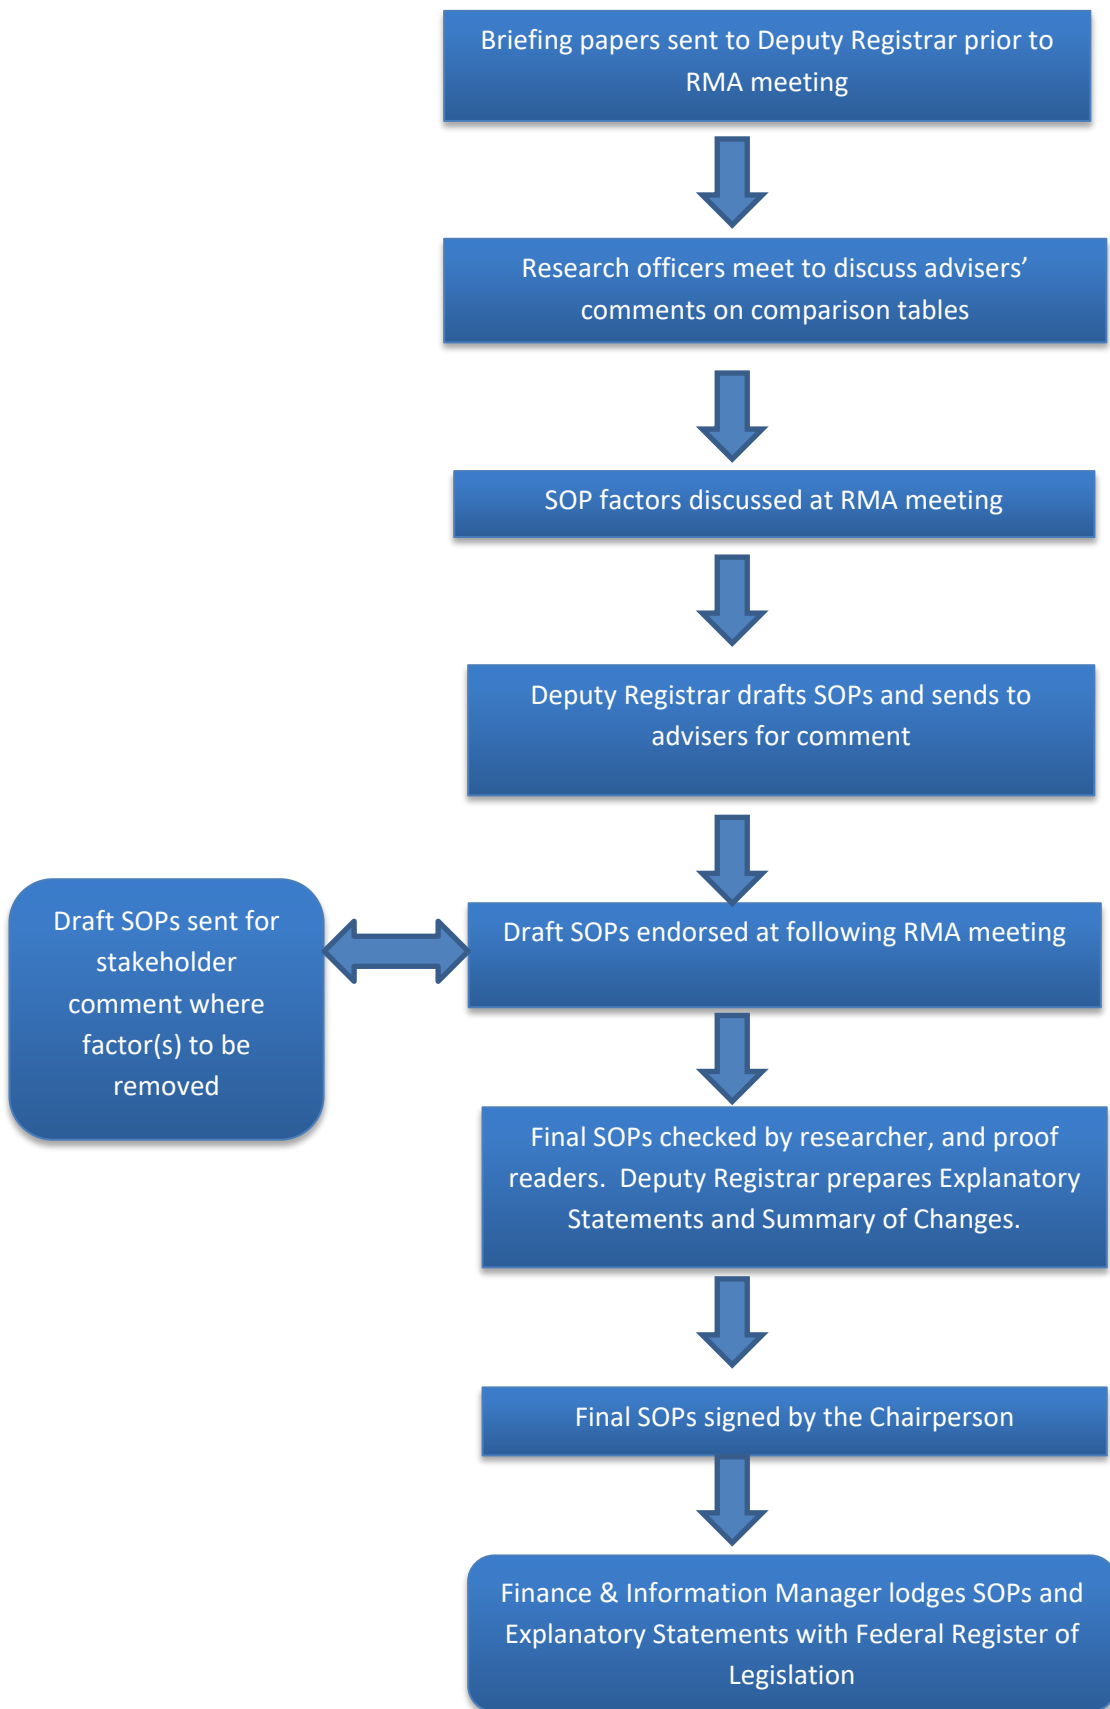 Briefing papers sent to Deputy Registrar prior to
RMA meeting
Research officers meet to discuss advisers’
comments on comparison tables
SOP factors discussed at RMA meeting
Deputy Registrar drafts SOPs and sends to
advisers for comment
Draft SOPs sent for
stakeholder
comment where
factor(s) to be
removed
Draft SOPs endorsed at following RMA meeting
Final SOPs checked by researcher, and proof
readers.  Deputy Registrar prepares Explanatory
Statements and Summary of Changes.
Final SOPs signed by the Chairperson
Finance & Information Manager lodges SOPs and
Explanatory Statements with Federal Register of
Legislation